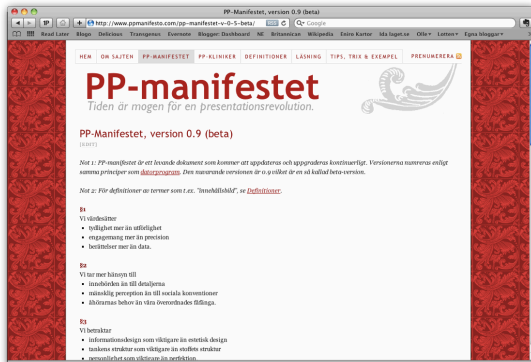 PP-Manifestet, version 0.9 (beta)
http://www.ppmanifesto.com/pp-manifestet-v-0-5-beta/
Google
Read Later Blogo Delicious Transgenus Evernote Blogger: Dashboard NE Britannican Wikipedia Eniro Kartor Ida laget.se Olle Lotten Egna bloggar
HEM OM SAJTEN PP-MANIFESTET PP-KLINIKER DEFINITIONER LÄSNING TIPS, TRIX & EXEMPEL PRENUMERERA
PP-manifestet
Tiden är mogen för en presentationsrevolution.
PP-Manifestet, version 0.9 (beta)
(EDIT)
Not 1: PP-manifestet är ett levande dokument som kommer att uppdateras och uppgraderas kontinuerligt. Versionerna numreras enligt
samma principer som datorprogram. Den nuvarande versionen är 0.9 vilket är en så kallad beta-version.
Not 2: För definitioner av termer som t.ex. "innehållsbild", se Definitioner.
§1
Vi värdesätter
• tydlighet mer än utförlighet
• engagemang mer än precision
• berättelser mer än data.
§2
Vi tar mer hänsyn till
• innebörden än till detaljerna
• mänsklig perception än till sociala konventioner
• åhörarnas behov än våra överordnades fåfänga.
§3
Vi betraktar
• informationsdesign som viktigare än estetisk design
• tankens struktur som viktigare än stoffets struktur
• personlighet som viktigare än perfektion.